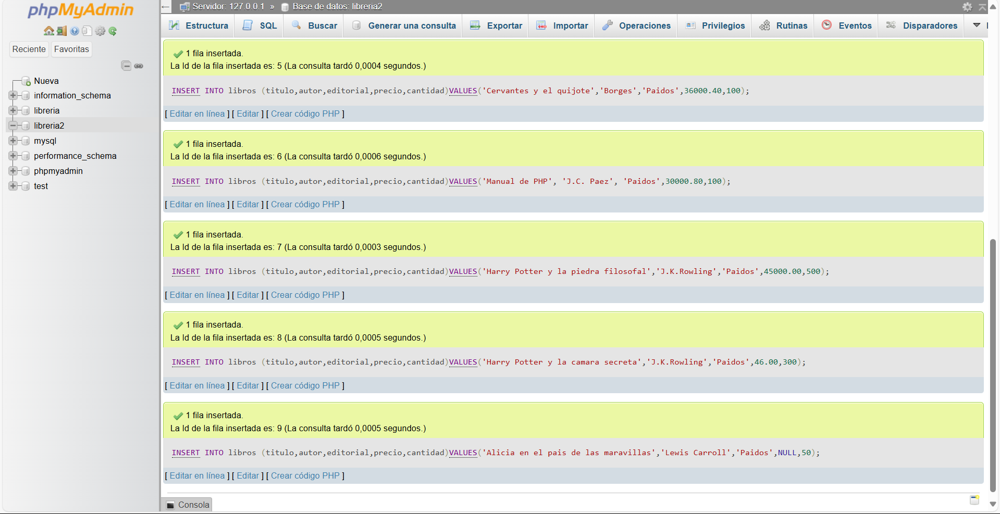 phpMyAdmin
Reciente Favoritas
Nueva
information_schema
libreria
libreria2
mysql
performance_schema
phpmyadmin
test
Servidor: 127.0.0.1 » Base de datos: libreria2
Estructura SQL Buscar Generar una consulta Exportar Importar Operaciones Privilegios Rutinas Eventos Disparadores
1 fila insertada.
La Id de la fila insertada es: 5 (La consulta tardó 0,0004 segundos.)
INSERT INTO libros (titulo,autor,editorial,precio,cantidad)VALUES('Cervantes y el quijote','Borges','Paidos',36000.40,100);
[ Editar en línea ] [ Editar ] [ Crear código PHP ]
1 fila insertada.
La Id de la fila insertada es: 6 (La consulta tardó 0,0006 segundos.)
INSERT INTO libros (titulo,autor,editorial,precio,cantidad)VALUES('Manual de PHP', 'J.C. Paez', 'Paidos',30000.80,100);
[ Editar en línea ] [ Editar ] [ Crear código PHP ]
1 fila insertada.
La Id de la fila insertada es: 7 (La consulta tardó 0,0003 segundos.)
INSERT INTO libros (titulo,autor,editorial,precio,cantidad)VALUES('Harry Potter y la piedra filosofal','J.K.Rowling','Paidos',45000.00,500);
[ Editar en línea ] [ Editar ] [ Crear código PHP ]
1 fila insertada.
La Id de la fila insertada es: 8 (La consulta tardó 0,0005 segundos.)
INSERT INTO libros (titulo,autor,editorial,precio,cantidad)VALUES('Harry Potter y la camara secreta','J.K.Rowling','Paidos',46.00,300);
[ Editar en línea ] [ Editar ] [ Crear código PHP ]
1 fila insertada.
La Id de la fila insertada es: 9 (La consulta tardó 0,0005 segundos.)
INSERT INTO libros (titulo,autor,editorial,precio,cantidad)VALUES('Alicia en el pais de las maravillas','Lewis Carroll','Paidos',NULL,50);
[ Editar en línea ] [ Editar ] [ Crear código PHP ]
Consola